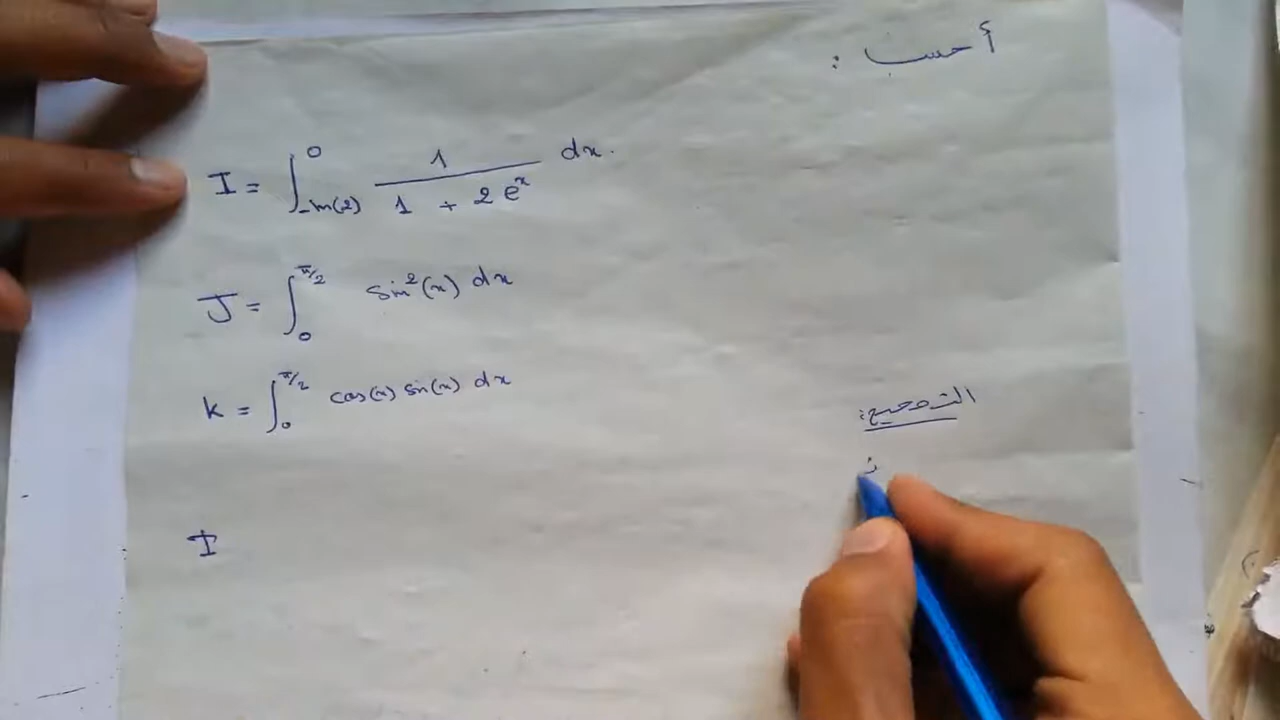 أحسب :
I = ∫_{-ln(2)}^{0} 1 / (1 + 2e^x) dx.
J = ∫_{0}^{π/2} sin²(x) dx
K = ∫_{0}^{π/2} cos(x) sin(x) dx
التصحيح:
I